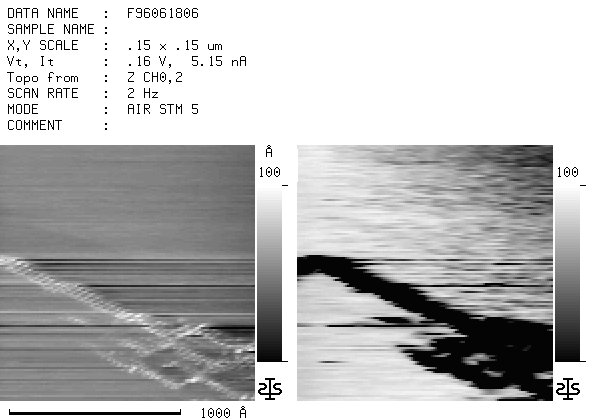 DATA NAME : F96061806
SAMPLE NAME :
X,Y SCALE : .15 x .15 um
Vt, It : .16 V, 5.15 nA
Topo from : Z CH0,2
SCAN RATE : 2 Hz
MODE : AIR STM 5
COMMENT :
Å
100
100
1000 Å